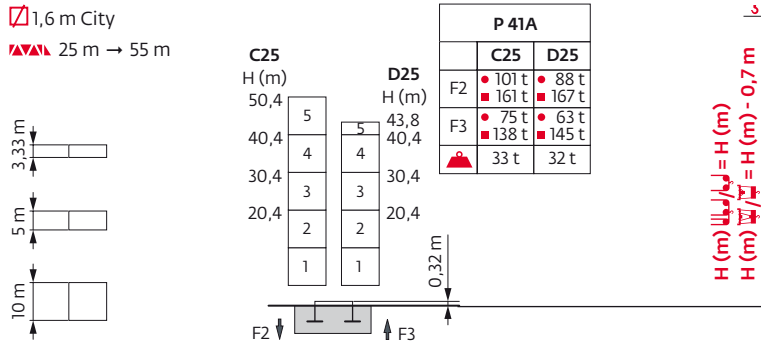 1,6 m City
25 m → 55 m
C25
H (m)
50,4
40,4
30,4
20,4
5
4
3
2
1
D25
H (m)
43,8
40,4
30,4
20,4
5
4
3
2
1
P 41A
C25 D25
F2 101 t 88 t
161 t 167 t
F3 75 t 63 t
138 t 145 t
33 t 32 t
3,33 m
5 m
10 m
0,32 m
F2 F3
H (m) / = H (m)
H (m) / = H (m) - 0,7 m